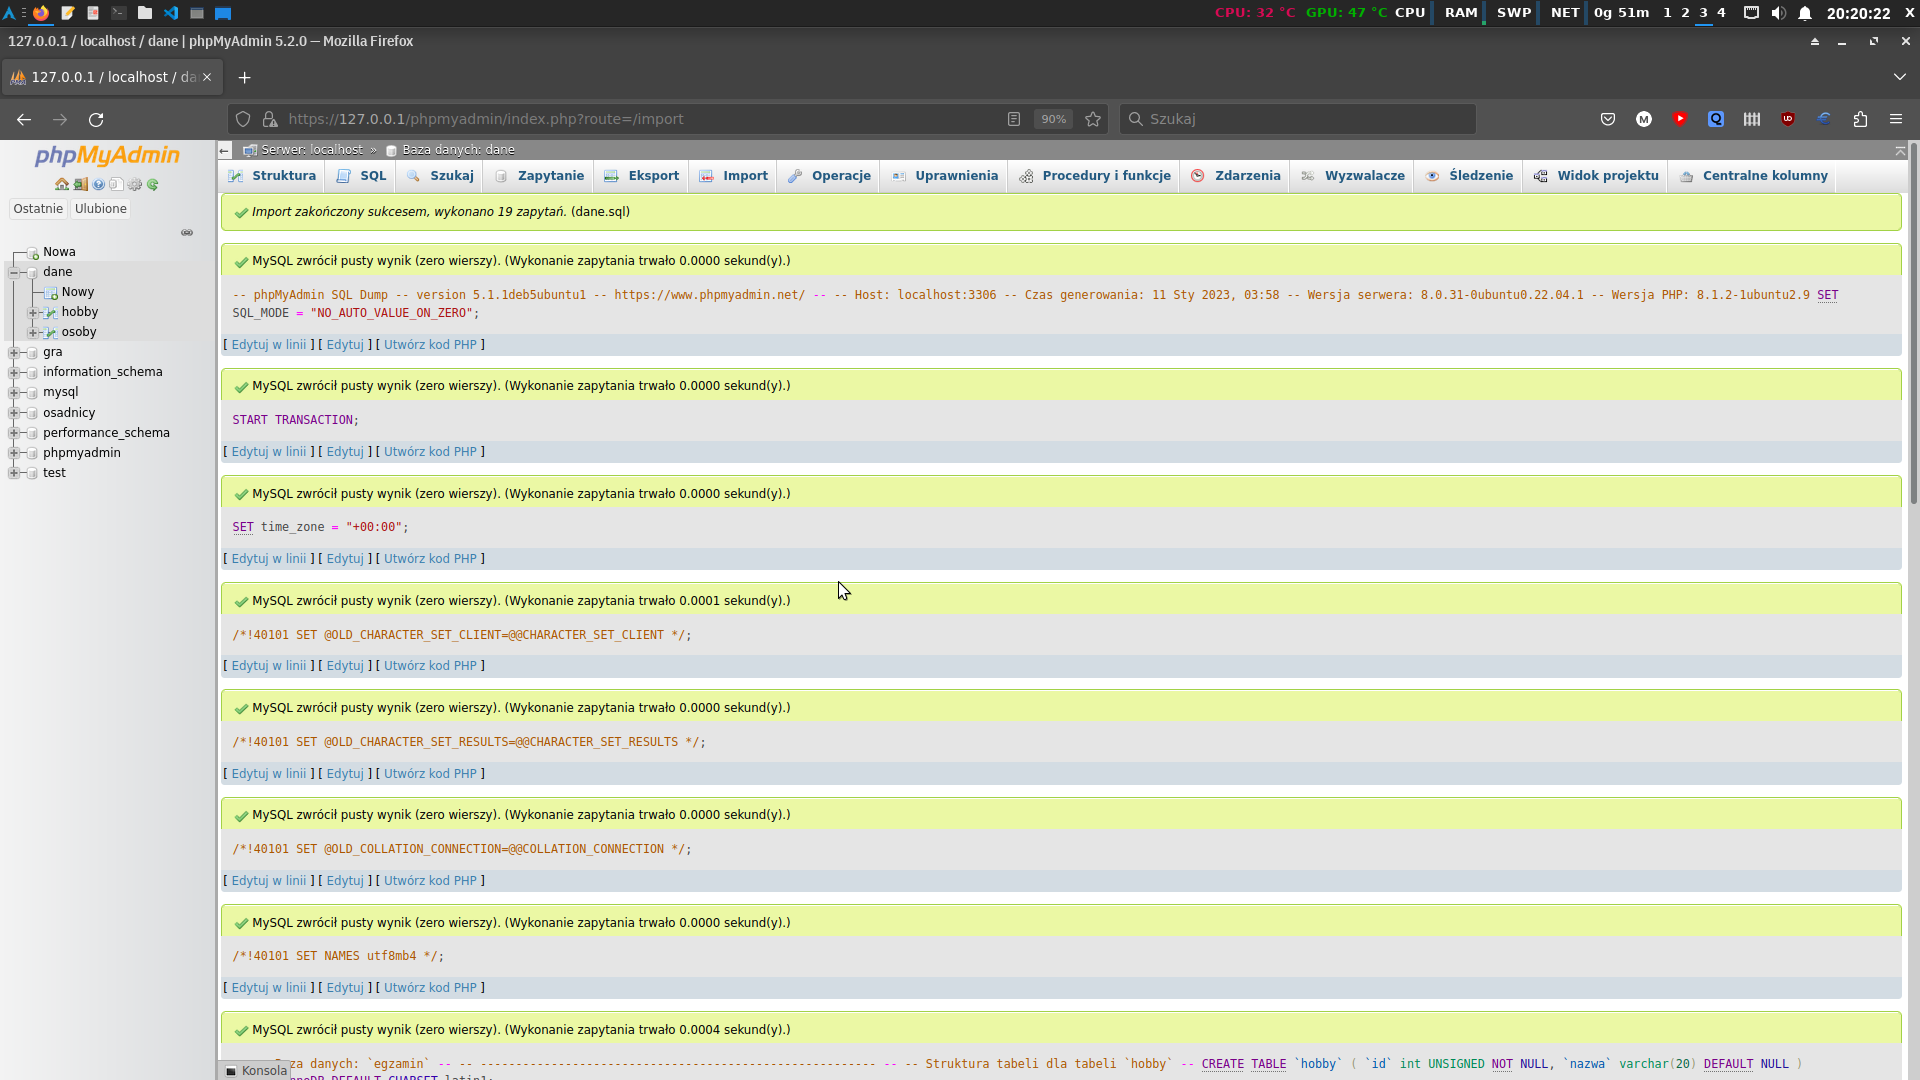 CPU: 32 °C GPU: 47 °C CPU RAM SWP NET 0g 51m 1 2 3 4 20:20:22 X
127.0.0.1 / localhost / dane | phpMyAdmin 5.2.0 — Mozilla Firefox
127.0.0.1 / localhost / da
https://127.0.0.1/phpmyadmin/index.php?route=/import 90% Szukaj
phpMyAdmin
Ostatnie Ulubione
Nowa
dane
Nowy
hobby
osoby
gra
information_schema
mysql
osadnicy
performance_schema
phpmyadmin
test
Serwer: localhost » Baza danych: dane
Struktura SQL Szukaj Zapytanie Eksport Import Operacje Uprawnienia Procedury i funkcje Zdarzenia Wyzwalacze Śledzenie Widok projektu Centralne kolumny
Import zakończony sukcesem, wykonano 19 zapytań. (dane.sql)
MySQL zwrócił pusty wynik (zero wierszy). (Wykonanie zapytania trwało 0.0000 sekund(y).)
-- phpMyAdmin SQL Dump -- version 5.1.1deb5ubuntu1 -- https://www.phpmyadmin.net/ -- -- Host: localhost:3306 -- Czas generowania: 11 Sty 2023, 03:58 -- Wersja serwera: 8.0.31-0ubuntu0.22.04.1 -- Wersja PHP: 8.1.2-1ubuntu2.9 SET
SQL_MODE = "NO_AUTO_VALUE_ON_ZERO";
[ Edytuj w linii ] [ Edytuj ] [ Utwórz kod PHP ]
MySQL zwrócił pusty wynik (zero wierszy). (Wykonanie zapytania trwało 0.0000 sekund(y).)
START TRANSACTION;
[ Edytuj w linii ] [ Edytuj ] [ Utwórz kod PHP ]
MySQL zwrócił pusty wynik (zero wierszy). (Wykonanie zapytania trwało 0.0000 sekund(y).)
SET time_zone = "+00:00";
[ Edytuj w linii ] [ Edytuj ] [ Utwórz kod PHP ]
MySQL zwrócił pusty wynik (zero wierszy). (Wykonanie zapytania trwało 0.0001 sekund(y).)
/*!40101 SET @OLD_CHARACTER_SET_CLIENT=@@CHARACTER_SET_CLIENT */;
[ Edytuj w linii ] [ Edytuj ] [ Utwórz kod PHP ]
MySQL zwrócił pusty wynik (zero wierszy). (Wykonanie zapytania trwało 0.0000 sekund(y).)
/*!40101 SET @OLD_CHARACTER_SET_RESULTS=@@CHARACTER_SET_RESULTS */;
[ Edytuj w linii ] [ Edytuj ] [ Utwórz kod PHP ]
MySQL zwrócił pusty wynik (zero wierszy). (Wykonanie zapytania trwało 0.0000 sekund(y).)
/*!40101 SET @OLD_COLLATION_CONNECTION=@@COLLATION_CONNECTION */;
[ Edytuj w linii ] [ Edytuj ] [ Utwórz kod PHP ]
MySQL zwrócił pusty wynik (zero wierszy). (Wykonanie zapytania trwało 0.0000 sekund(y).)
/*!40101 SET NAMES utf8mb4 */;
[ Edytuj w linii ] [ Edytuj ] [ Utwórz kod PHP ]
MySQL zwrócił pusty wynik (zero wierszy). (Wykonanie zapytania trwało 0.0004 sekund(y).)
danych: `egzamin` -- -- -------------------------------------------------------- -- -- Struktura tabeli dla tabeli `hobby` -- CREATE TABLE `hobby` ( `id` int UNSIGNED NOT NULL, `nazwa` varchar(20) DEFAULT NULL )
Konsola